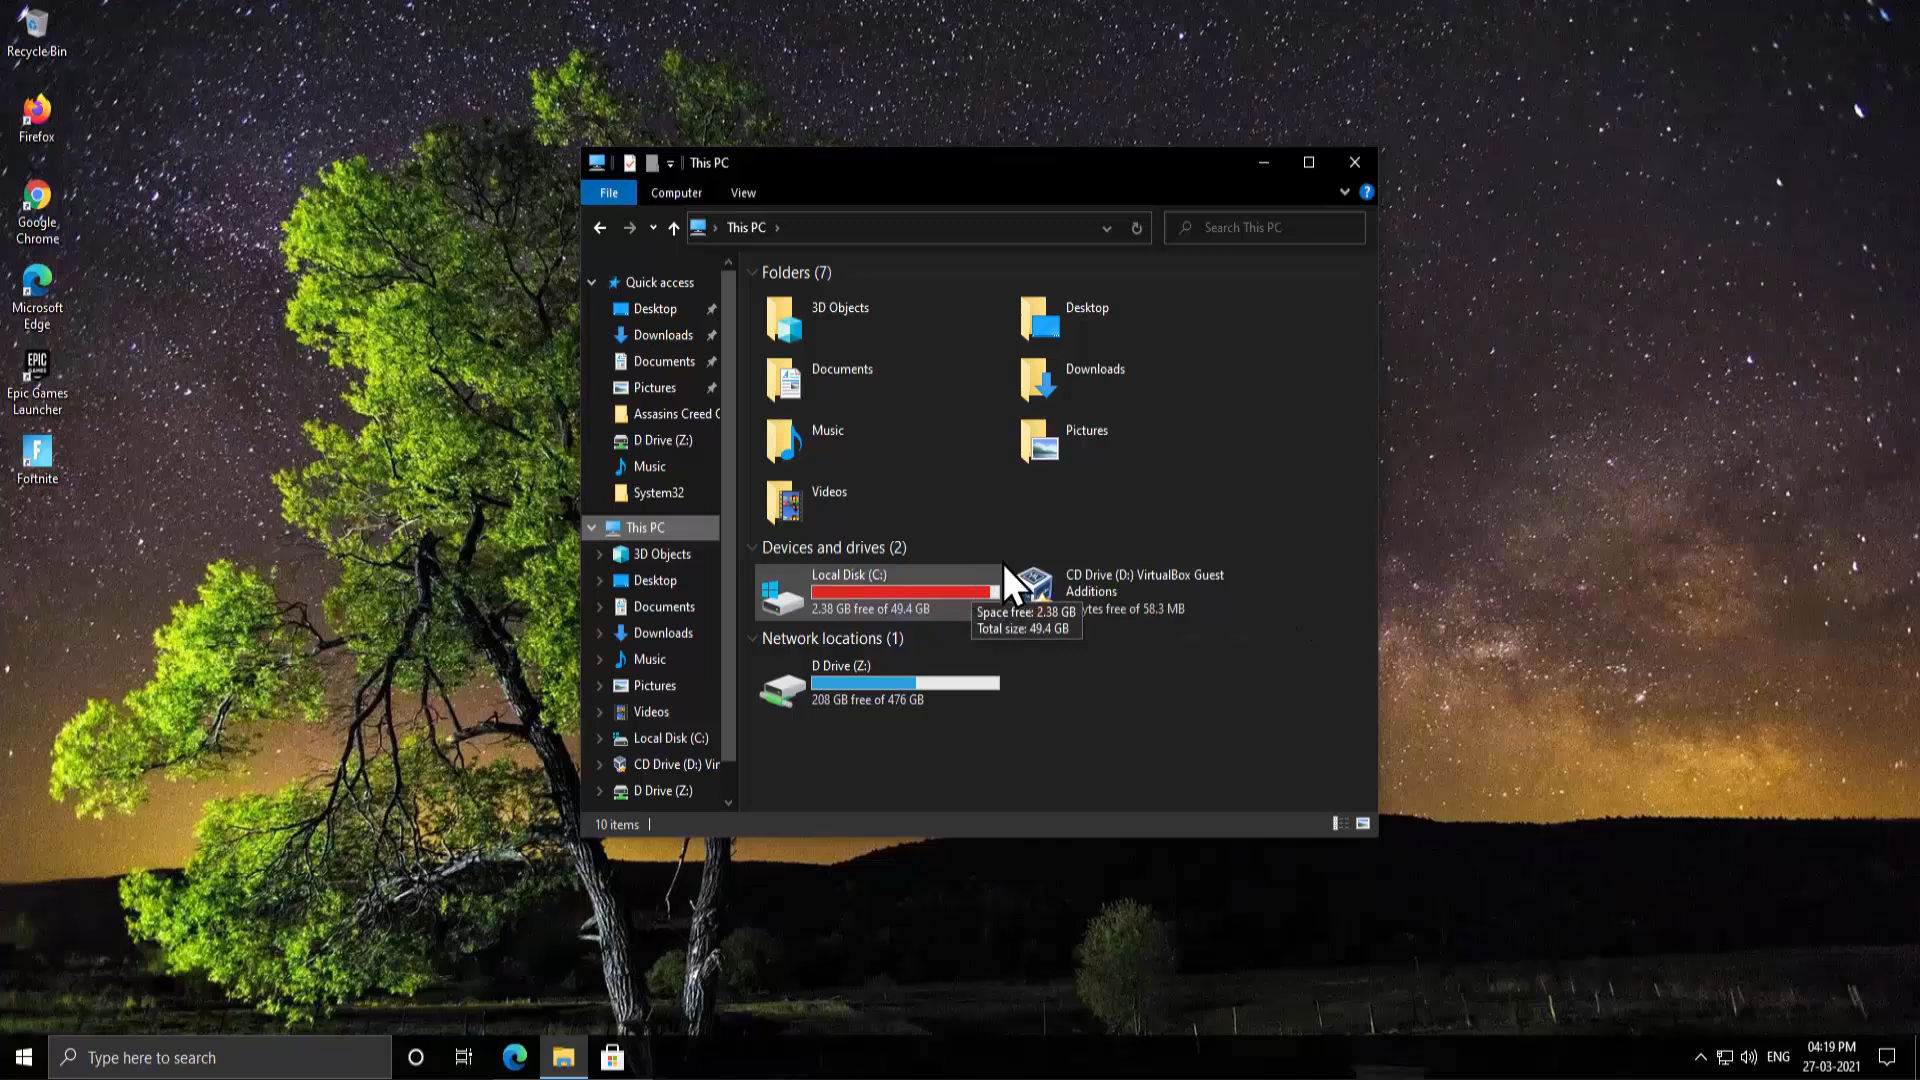 Recycle Bin
Firefox
Google
Chrome
Microsoft
Edge
EPIC
GAMES
Epic Games
Launcher
F
Fortnite
This PC
File
Computer
View
?
This PC
Search This PC
Quick access
Desktop
Downloads
Documents
Pictures
Assasins Creed
D Drive (Z:)
Music
System32
This PC
3D Objects
Desktop
Documents
Downloads
Music
Pictures
Videos
Local Disk (C:)
CD Drive (D:) Vir
D Drive (Z:)
Folders (7)
3D Objects
Desktop
Documents
Downloads
Music
Pictures
Videos
Devices and drives (2)
Local Disk (C:)
2.38 GB free of 49.4 GB
CD Drive (D:) VirtualBox Guest
Additions
ytes free of 58.3 MB
Space free: 2.38 GB
Total size: 49.4 GB
Network locations (1)
D Drive (Z:)
208 GB free of 476 GB
10 items
Type here to search
ENG
04:19 PM
27-03-2021